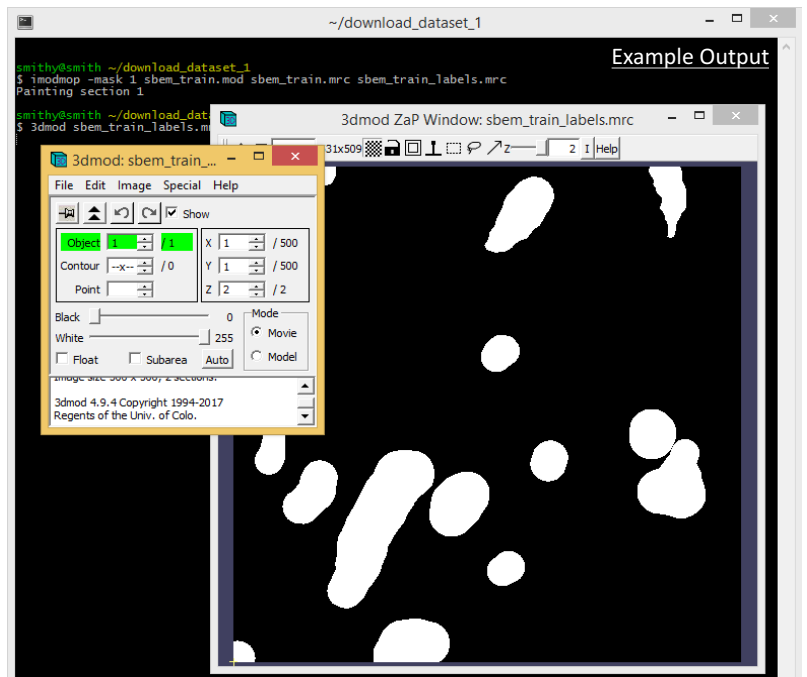 ~/download_dataset_1
Example Output
smithy@smith ~/download_dataset_1
$ imodmop -mask 1 sbem_train.mod sbem_train.mrc sbem_train_labels.mrc
Painting section 1
smithy@smith ~/download_dat
$ 3dmod sbem_train_labels.m
3dmod ZaP Window: sbem_train_labels.mrc
31x509
Z
2
I
Help
3dmod: sbem_train_...
File Edit Image Special Help
Show
Object 1 / 1
X 1 / 500
Contour --x-- / 0
Y 1 / 500
Point
Z 2 / 2
Black 0
Mode
White 255
Movie
Float Subarea Auto
Model
3dmod 4.9.4 Copyright 1994-2017
Regents of the Univ. of Colo.